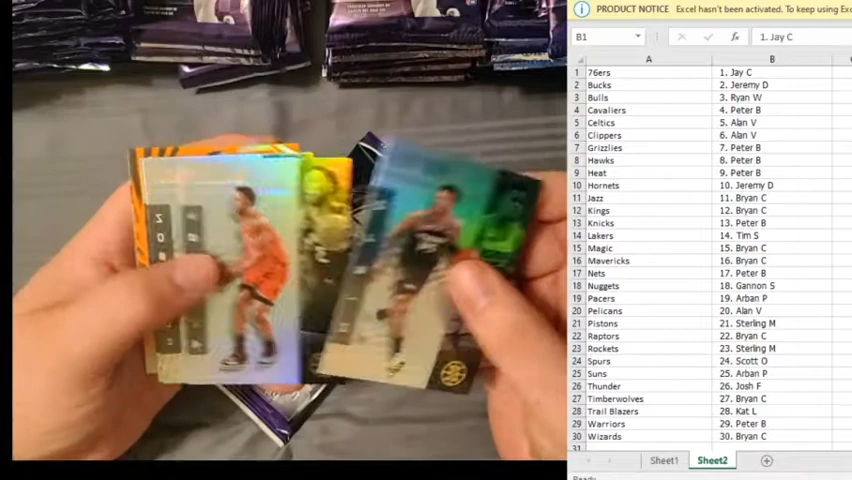 PRODUCT NOTICE Excel hasn't been activated. To keep using Exc
B1 fx 1. Jay C
A B
1 76ers 1. Jay C
2 Bucks 2. Jeremy D
3 Bulls 3. Ryan W
4 Cavaliers 4. Peter B
5 Celtics 5. Alan V
6 Clippers 6. Alan V
7 Grizzlies 7. Peter B
8 Hawks 8. Peter B
9 Heat 9. Peter B
10 Hornets 10. Jeremy D
11 Jazz 11. Bryan C
12 Kings 12. Bryan C
13 Knicks 13. Peter B
14 Lakers 14. Tim S
15 Magic 15. Bryan C
16 Mavericks 16. Bryan C
17 Nets 17. Peter B
18 Nuggets 18. Gannon S
19 Pacers 19. Arban P
20 Pelicans 20. Alan V
21 Pistons 21. Sterling M
22 Raptors 22. Bryan C
23 Rockets 23. Sterling M
24 Spurs 24. Scott O
25 Suns 25. Arban P
26 Thunder 26. Josh F
27 Timberwolves 27. Bryan C
28 Trail Blazers 28. Kat L
29 Warriors 29. Peter B
30 Wizards 30. Bryan C
31
Sheet1 Sheet2
Ready